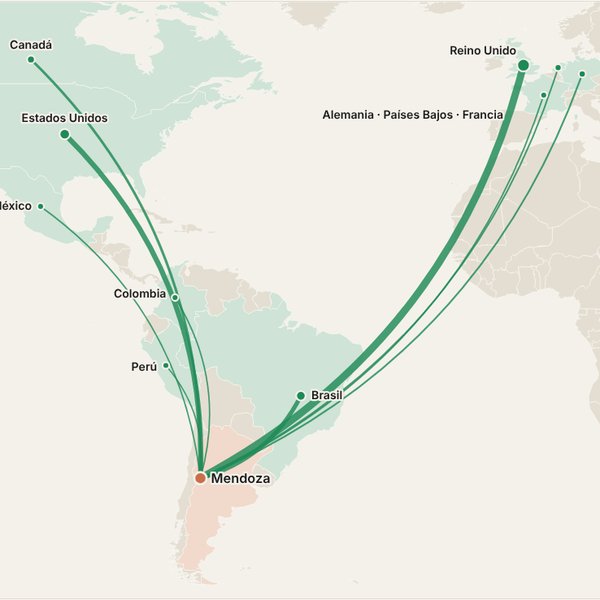 Canadá
Reino Unido
Estados Unidos
Alemania · Países Bajos · Francia
éxico
Colombia
Perú
Brasil
Mendoza